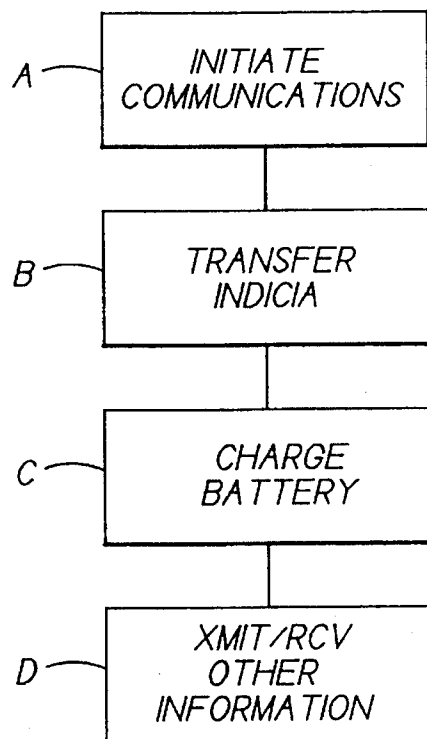 A
INITIATE
COMMUNICATIONS
B
TRANSFER
INDICIA
C
CHARGE
BATTERY
D
XMIT/RCV
OTHER
INFORMATION